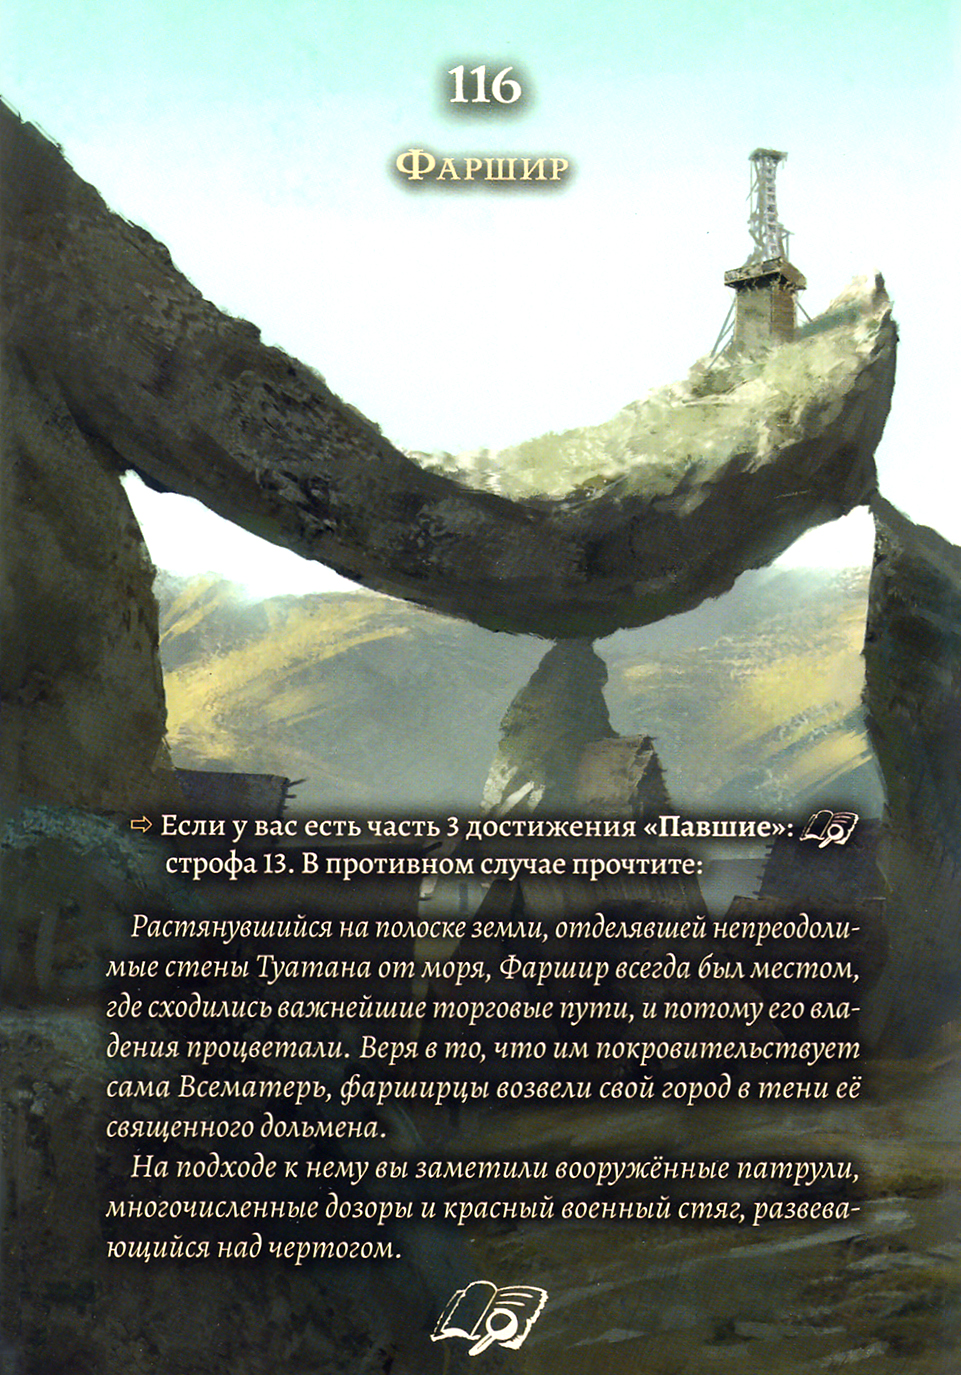 116
Фаршир
⇨ Если у вас есть часть 3 достижения «Павшие»:
строфа 13. В противном случае прочтите:
Растянувшийся на полоске земли, отделявшей непреодоли-
мые стены Туатана от моря, Фаршир всегда был местом,
где сходились важнейшие торговые пути, и потому его вла-
дения процветали. Веря в то, что им покровительствует
сама Всематерь, фарширцы возвели свой город в тени её
священного дольмена.
На подходе к нему вы заметили вооружённые патрули,
многочисленные дозоры и красный военный стяг, развева-
ющийся над чертогом.